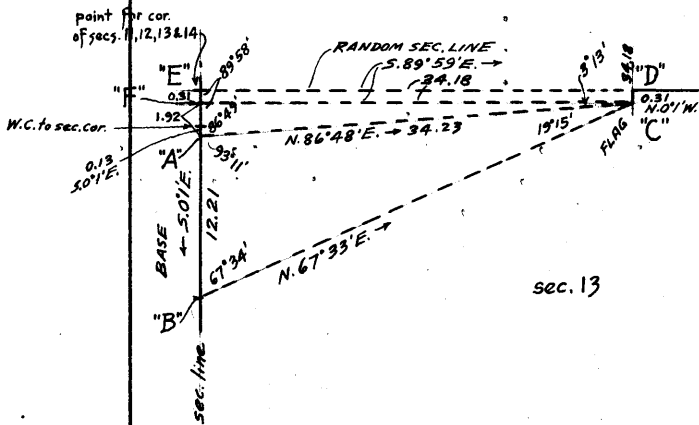 point for cor.
of secs. 11,12,13&14
"E"
89°58'
RANDOM SEC. LINE
S.89°59'E. →
34.18
3°13'
34.18
"D"
"F"
0.31
0.31
N.0°1'W.
"C"
1.92
W.C. to sec. cor.
86°49'
N.86°48'E. → 34.23
19°15'
FLAG
0.13
S.0°1'E.
"A"
93°11'
BASE
← S.0°1'E.
12.21
67°34'
N.67°33'E. →
"B"
sec. 13
sec. line